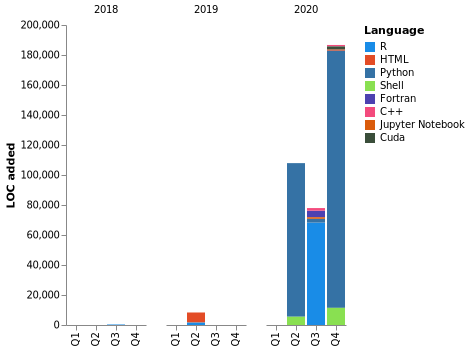 2018 2019 2020
LOC added
200,000
180,000
160,000
140,000
120,000
100,000
80,000
60,000
40,000
20,000
0
Q1 Q2 Q3 Q4 Q1 Q2 Q3 Q4 Q1 Q2 Q3 Q4
Language
R
HTML
Python
Shell
Fortran
C++
Jupyter Notebook
Cuda